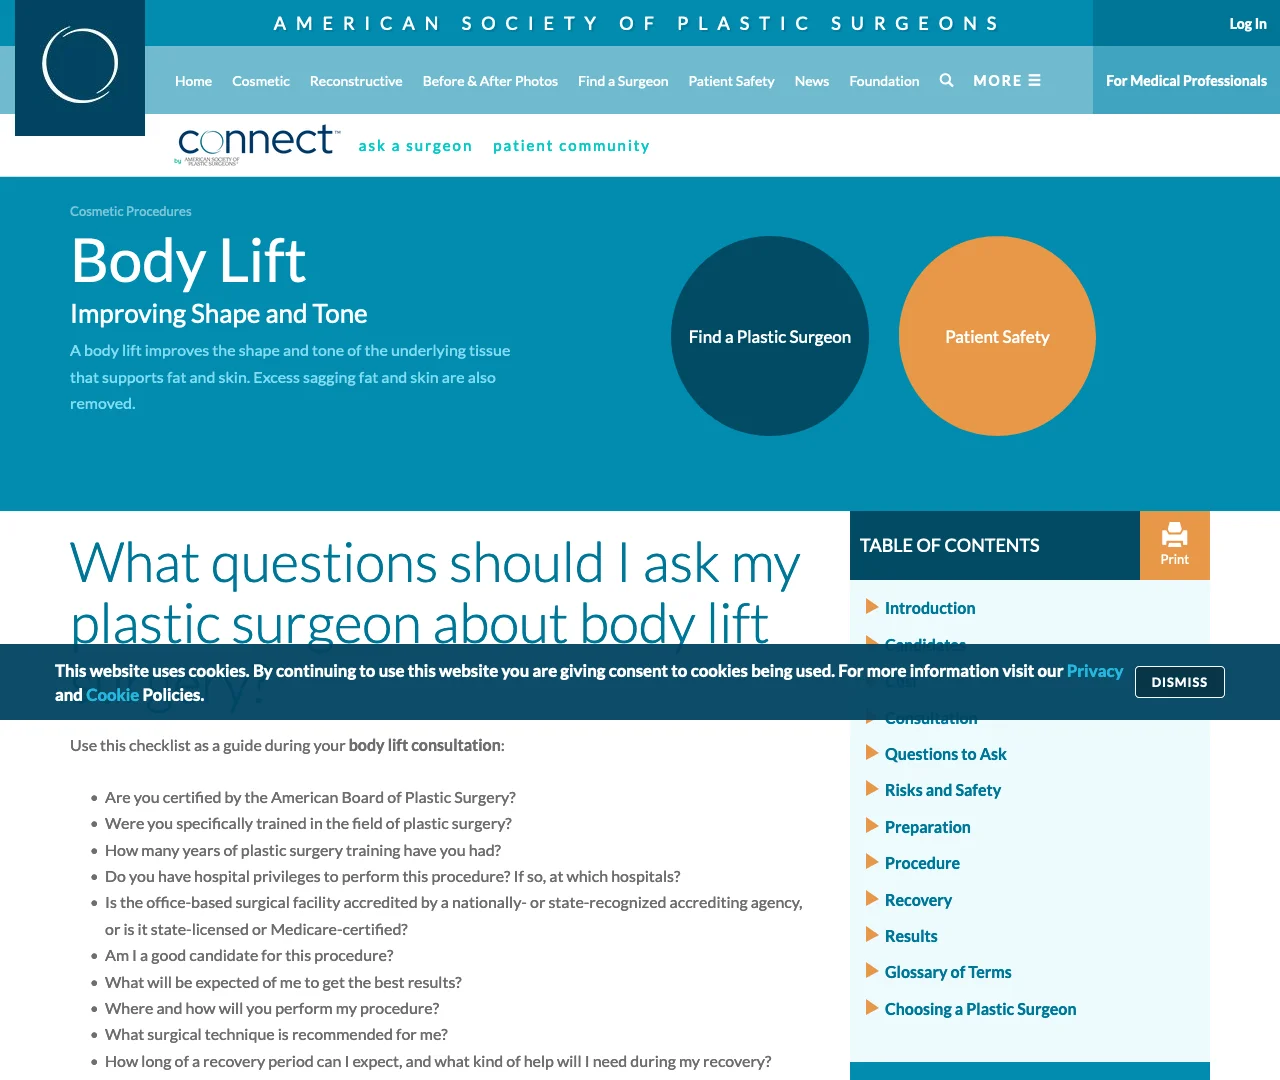 AMERICAN SOCIETY OF PLASTIC SURGEONS
Log In
Home
Cosmetic
Reconstructive
Before & After Photos
Find a Surgeon
Patient Safety
News
Foundation
MORE
For Medical Professionals
connect™
by AMERICAN SOCIETY OF
PLASTIC SURGEONS®
ask a surgeon
patient community
Cosmetic Procedures
Body Lift
Improving Shape and Tone
A body lift improves the shape and tone of the underlying tissue
that supports fat and skin. Excess sagging fat and skin are also
removed.
Find a Plastic Surgeon
Patient Safety
What questions should I ask my
plastic surgeon about body lift
surgery?
Use this checklist as a guide during your body lift consultation:
• Are you certified by the American Board of Plastic Surgery?
• Were you specifically trained in the field of plastic surgery?
• How many years of plastic surgery training have you had?
• Do you have hospital privileges to perform this procedure? If so, at which hospitals?
• Is the office-based surgical facility accredited by a nationally- or state-recognized accrediting agency,
or is it state-licensed or Medicare-certified?
• Am I a good candidate for this procedure?
• What will be expected of me to get the best results?
• Where and how will you perform my procedure?
• What surgical technique is recommended for me?
• How long of a recovery period can I expect, and what kind of help will I need during my recovery?
TABLE OF CONTENTS
Print
Introduction
Candidates
Consultation
Questions to Ask
Risks and Safety
Preparation
Procedure
Recovery
Results
Glossary of Terms
Choosing a Plastic Surgeon
This website uses cookies. By continuing to use this website you are giving consent to cookies being used. For more information visit our Privacy
and Cookie Policies.
DISMISS